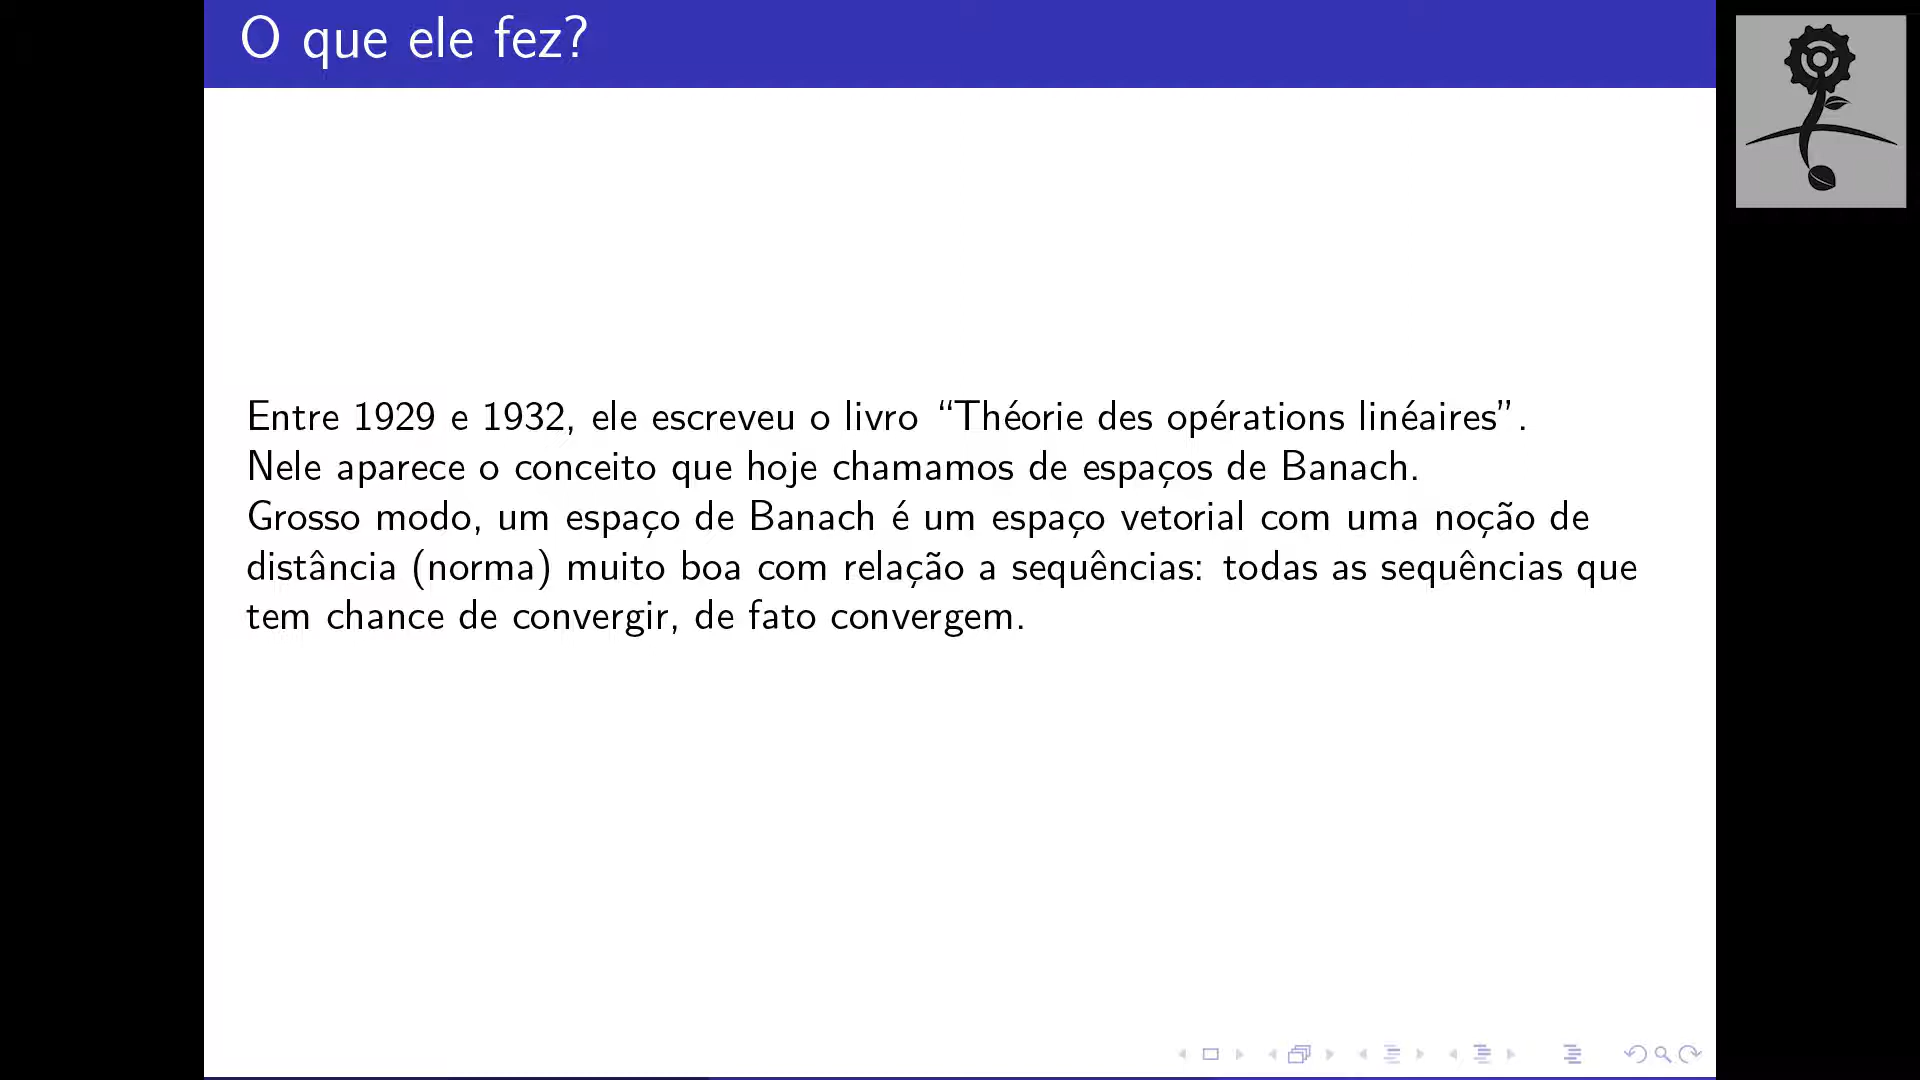 O que ele fez?
Entre 1929 e 1932, ele escreveu o livro “Théorie des opérations linéaires”.
Nele aparece o conceito que hoje chamamos de espaços de Banach.
Grosso modo, um espaço de Banach é um espaço vetorial com uma noção de
distância (norma) muito boa com relação a sequências: todas as sequências que
tem chance de convergir, de fato convergem.